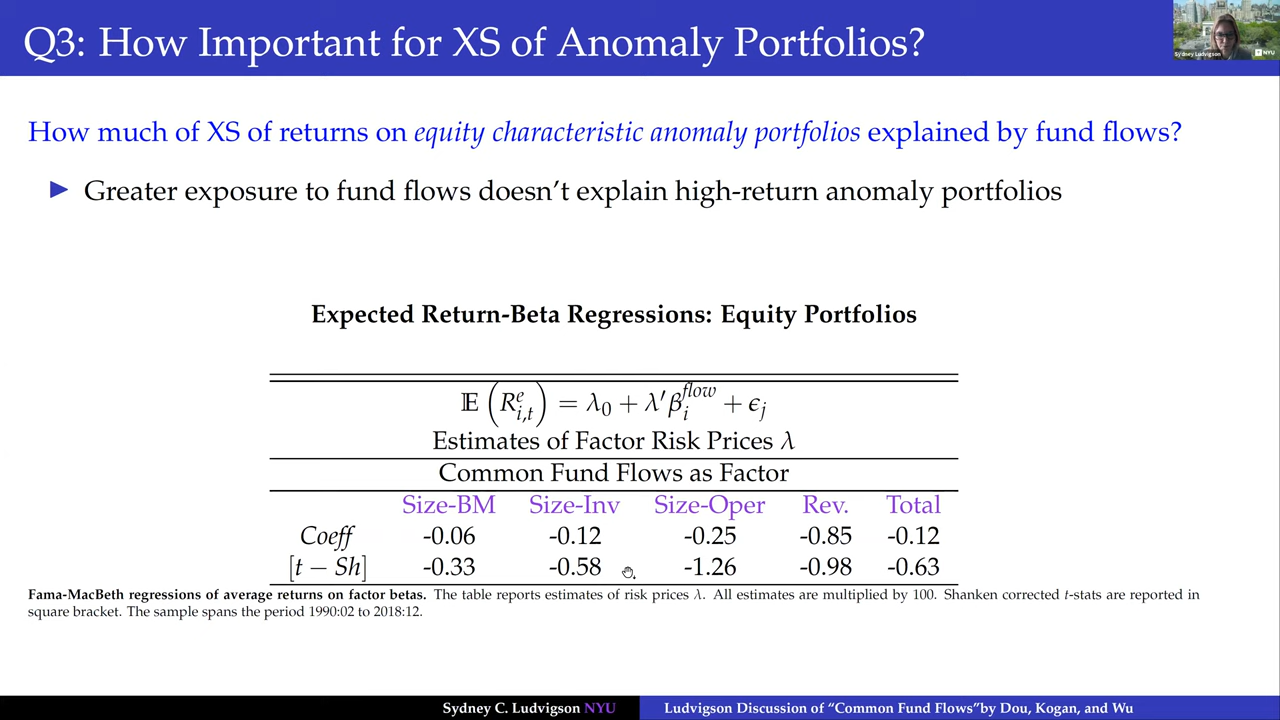 Q3: How Important for XS of Anomaly Portfolios?
Sydney Ludvigson
NYU
How much of XS of returns on equity characteristic anomaly portfolios explained by fund flows?
▶ Greater exposure to fund flows doesn't explain high-return anomaly portfolios
Expected Return-Beta Regressions: Equity Portfolios
𝔼 (R^e_{i,t}) = λ_0 + λ′β_i^{flow} + ϵ_j
Estimates of Factor Risk Prices λ
Common Fund Flows as Factor
Size-BM Size-Inv Size-Oper Rev. Total
Coeff -0.06 -0.12 -0.25 -0.85 -0.12
[t − Sh] -0.33 -0.58 -1.26 -0.98 -0.63
Fama-MacBeth regressions of average returns on factor betas. The table reports estimates of risk prices λ. All estimates are multiplied by 100. Shanken corrected t-stats are reported in
square bracket. The sample spans the period 1990:02 to 2018:12.
Sydney C. Ludvigson NYU
Ludvigson Discussion of "Common Fund Flows"by Dou, Kogan, and Wu